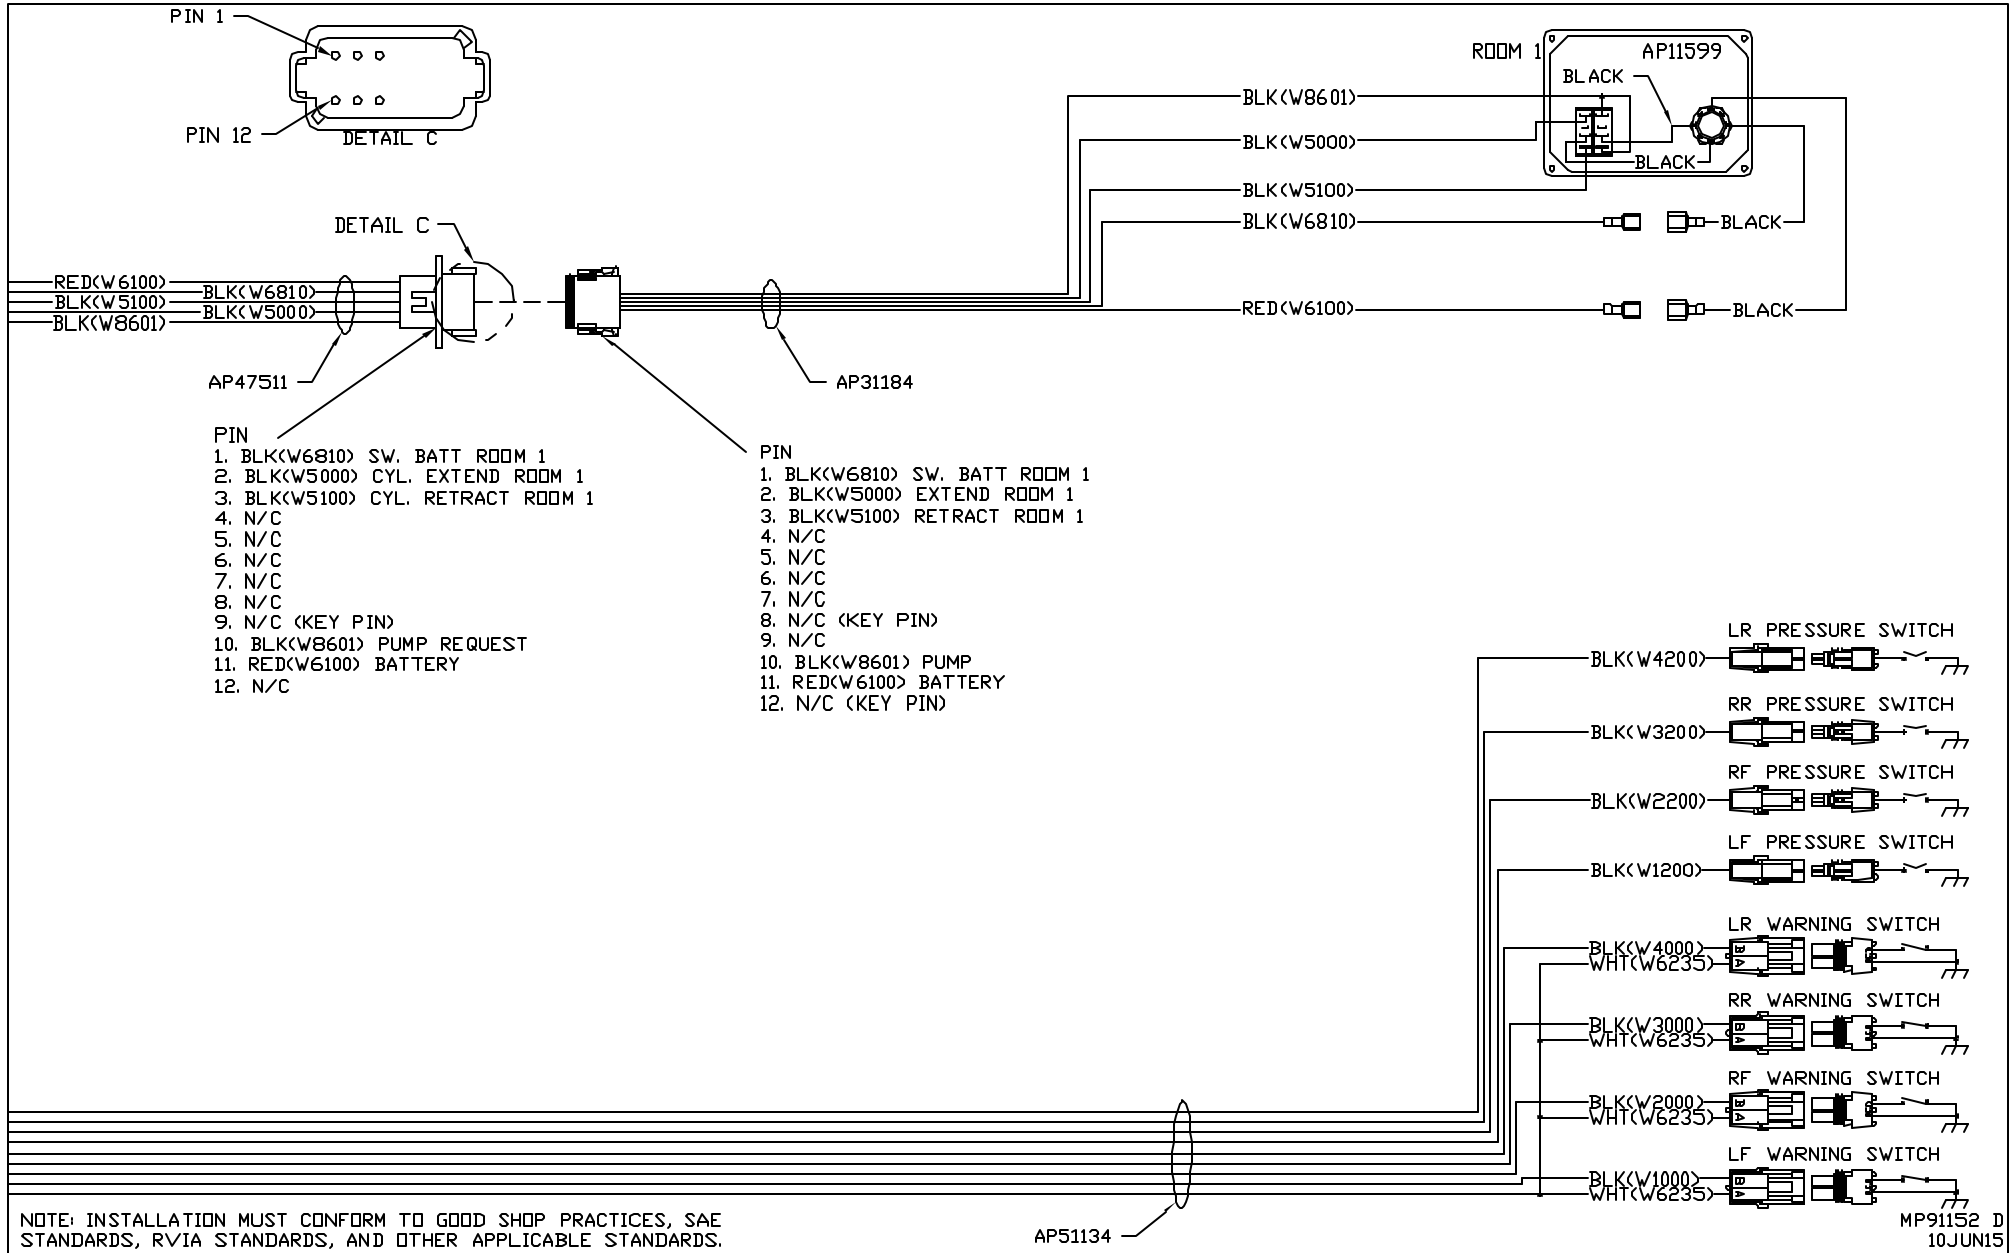 PIN 1
PIN 12
DETAIL C
ROOM 1
AP11599
BLACK
BLACK
BLK(W8601)
BLK(W5000)
BLK(W5100)
BLK(W6810)
BLACK
RED(W6100)
BLACK
DETAIL C
RED(W6100)
BLK(W6810)
BLK(W5100)
BLK(W5000)
BLK(W8601)
AP47511
AP31184
PIN
1. BLK(W6810) SW. BATT ROOM 1
2. BLK(W5000) CYL. EXTEND ROOM 1
3. BLK(W5100) CYL. RETRACT ROOM 1
4. N/C
5. N/C
6. N/C
7. N/C
8. N/C
9. N/C (KEY PIN)
10. BLK(W8601) PUMP REQUEST
11. RED(W6100) BATTERY
12. N/C
PIN
1. BLK(W6810) SW. BATT ROOM 1
2. BLK(W5000) EXTEND ROOM 1
3. BLK(W5100) RETRACT ROOM 1
4. N/C
5. N/C
6. N/C
7. N/C
8. N/C (KEY PIN)
9. N/C
10. BLK(W8601) PUMP
11. RED(W6100) BATTERY
12. N/C (KEY PIN)
LR PRESSURE SWITCH
BLK(W4200)
RR PRESSURE SWITCH
BLK(W3200)
RF PRESSURE SWITCH
BLK(W2200)
LF PRESSURE SWITCH
BLK(W1200)
LR WARNING SWITCH
BLK(W4000)
B
WHT(W6235)
A
RR WARNING SWITCH
BLK(W3000)
B
WHT(W6235)
A
RF WARNING SWITCH
BLK(W2000)
B
WHT(W6235)
A
LF WARNING SWITCH
BLK(W1000)
B
WHT(W6235)
A
AP51134
NOTE: INSTALLATION MUST CONFORM TO GOOD SHOP PRACTICES, SAE
STANDARDS, RVIA STANDARDS, AND OTHER APPLICABLE STANDARDS.
MP91152 D
10JUN15